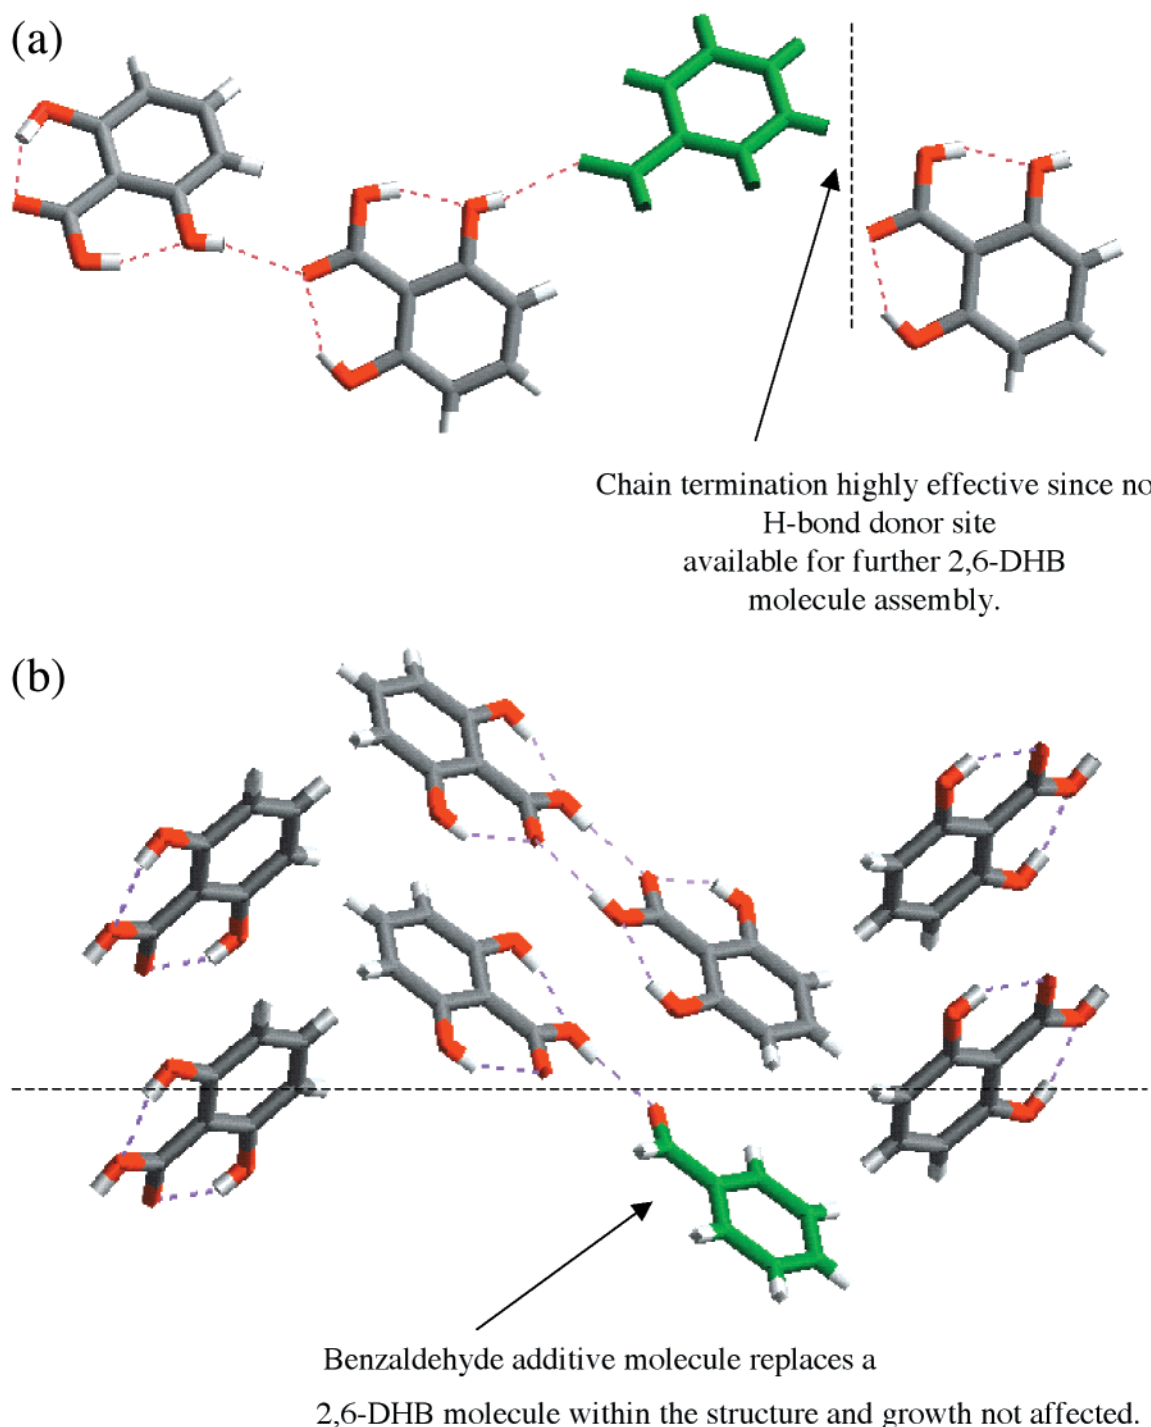 (a)
Chain termination highly effective since no
H-bond donor site
available for further 2,6-DHB
molecule assembly.
(b)
Benzaldehyde additive molecule replaces a
2,6-DHB molecule within the structure and growth not affected.